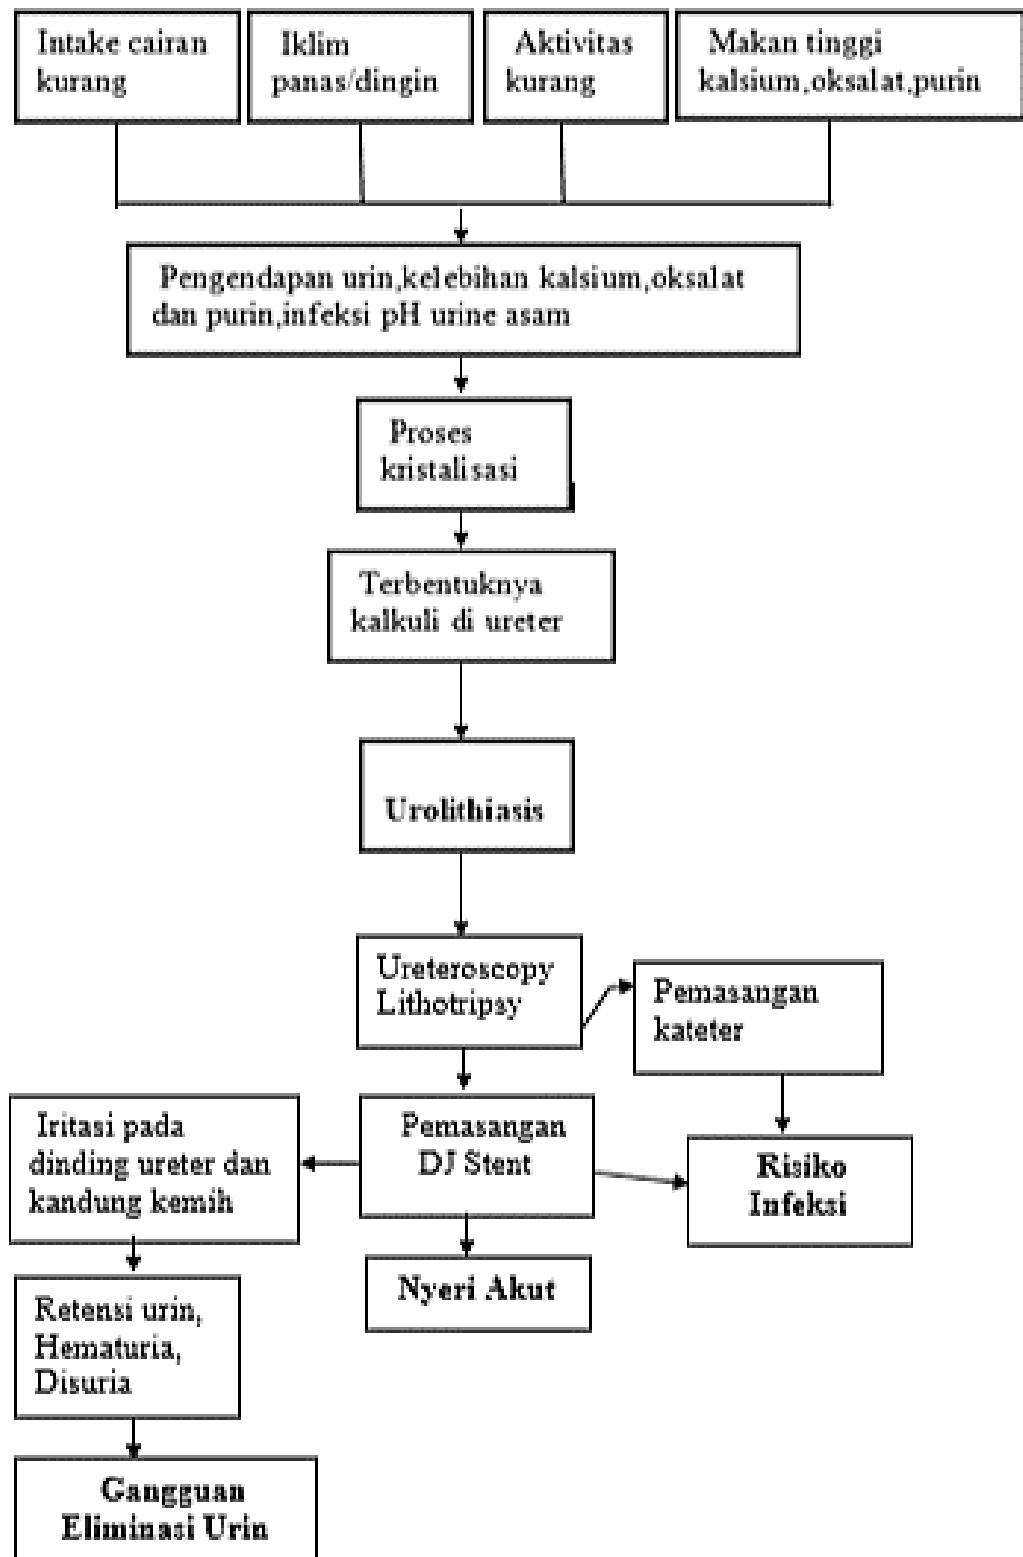 Intake cairan
kurang
Iklim
panas/dingin
Aktivitas
kurang
Makan tinggi
kalsium,oksalat,purin
Pengendapan urin,kelebihan kalsium,oksalat
dan purin,infeksi pH urine asam
Proses
kristalisasi
Terbentuknya
kalkuli di ureter
Urolithiasis
Ureteroscopy
Lithotripsy
Pemasangan
kateter
Iritasi pada
dinding ureter dan
kandung kemih
Pemasangan
DJ Stent
Risiko
Infeksi
Nyeri Akut
Retensi urin,
Hematuria,
Disuria
Gangguan
Eliminasi Urin